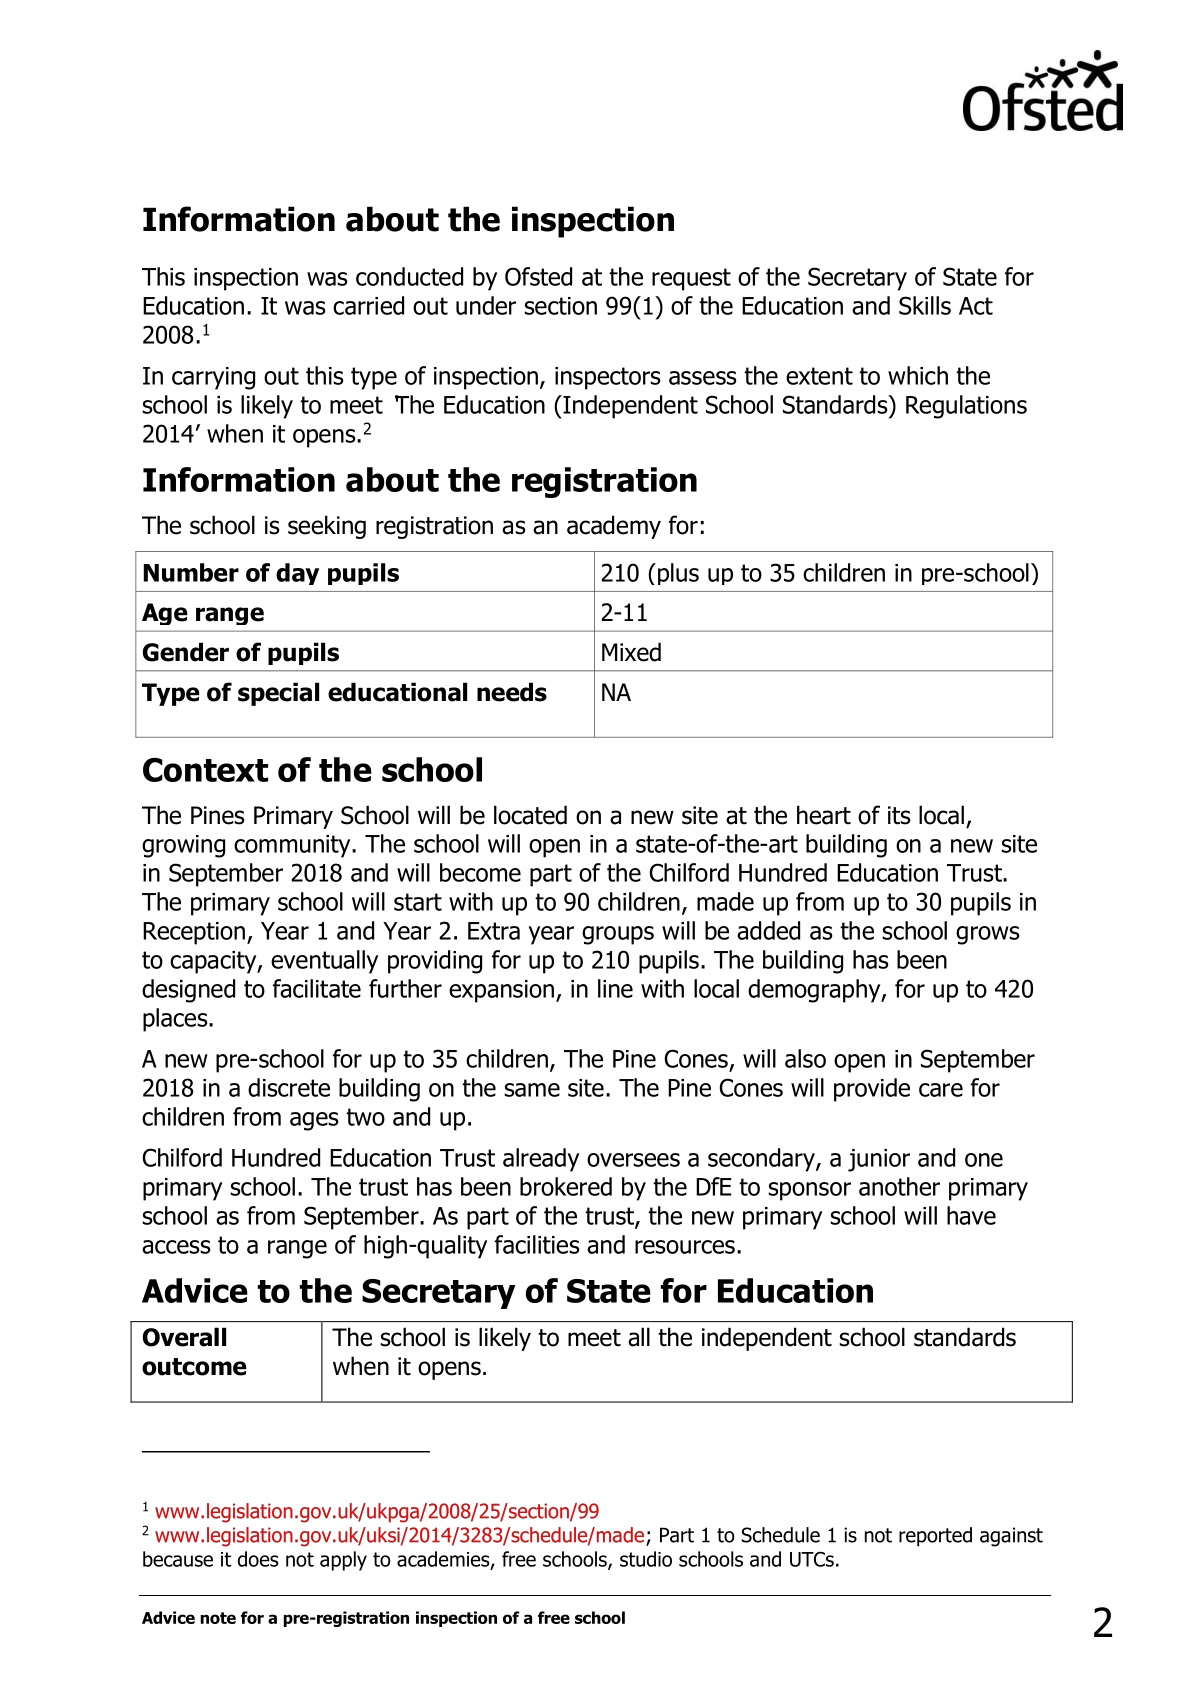 Ofsted
Information about the inspection
This inspection was conducted by Ofsted at the request of the Secretary of State for
Education. It was carried out under section 99(1) of the Education and Skills Act
2008.1
In carrying out this type of inspection, inspectors assess the extent to which the
school is likely to meet ‘The Education (Independent School Standards) Regulations
2014’ when it opens.2
Information about the registration
The school is seeking registration as an academy for:
Number of day pupils 210 (plus up to 35 children in pre-school)
Age range 2-11
Gender of pupils Mixed
Type of special educational needs NA
Context of the school
The Pines Primary School will be located on a new site at the heart of its local,
growing community. The school will open in a state-of-the-art building on a new site
in September 2018 and will become part of the Chilford Hundred Education Trust.
The primary school will start with up to 90 children, made up from up to 30 pupils in
Reception, Year 1 and Year 2. Extra year groups will be added as the school grows
to capacity, eventually providing for up to 210 pupils. The building has been
designed to facilitate further expansion, in line with local demography, for up to 420
places.
A new pre-school for up to 35 children, The Pine Cones, will also open in September
2018 in a discrete building on the same site. The Pine Cones will provide care for
children from ages two and up.
Chilford Hundred Education Trust already oversees a secondary, a junior and one
primary school. The trust has been brokered by the DfE to sponsor another primary
school as from September. As part of the trust, the new primary school will have
access to a range of high-quality facilities and resources.
Advice to the Secretary of State for Education
Overall The school is likely to meet all the independent school standards
outcome when it opens.
1 www.legislation.gov.uk/ukpga/2008/25/section/99
2 www.legislation.gov.uk/uksi/2014/3283/schedule/made; Part 1 to Schedule 1 is not reported against
because it does not apply to academies, free schools, studio schools and UTCs.
Advice note for a pre-registration inspection of a free school
2